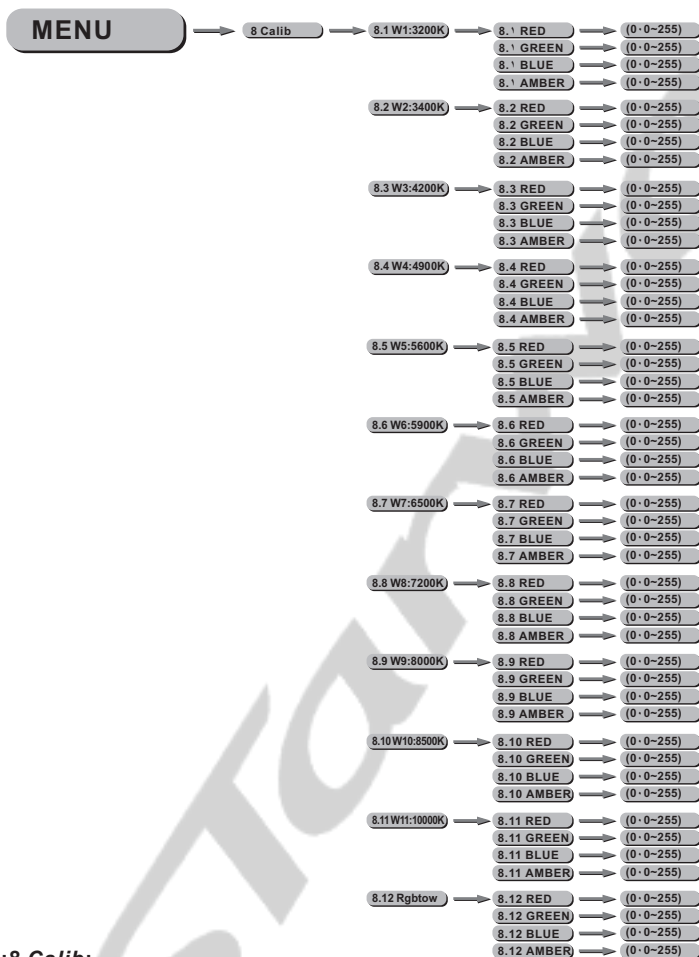 MENU 8 Calib 8.1 W1:3200K 8.1 RED (0·0~255)
8.1 GREEN (0·0~255)
8.1 BLUE (0·0~255)
8.1 AMBER (0·0~255)
8.2 W2:3400K 8.2 RED (0·0~255)
8.2 GREEN (0·0~255)
8.2 BLUE (0·0~255)
8.2 AMBER (0·0~255)
8.3 W3:4200K 8.3 RED (0·0~255)
8.3 GREEN (0·0~255)
8.3 BLUE (0·0~255)
8.3 AMBER (0·0~255)
8.4 W4:4900K 8.4 RED (0·0~255)
8.4 GREEN (0·0~255)
8.4 BLUE (0·0~255)
8.4 AMBER (0·0~255)
8.5 W5:5600K 8.5 RED (0·0~255)
8.5 GREEN (0·0~255)
8.5 BLUE (0·0~255)
8.5 AMBER (0·0~255)
8.6 W6:5900K 8.6 RED (0·0~255)
8.6 GREEN (0·0~255)
8.6 BLUE (0·0~255)
8.6 AMBER (0·0~255)
8.7 W7:6500K 8.7 RED (0·0~255)
8.7 GREEN (0·0~255)
8.7 BLUE (0·0~255)
8.7 AMBER (0·0~255)
8.8 W8:7200K 8.8 RED (0·0~255)
8.8 GREEN (0·0~255)
8.8 BLUE (0·0~255)
8.8 AMBER (0·0~255)
8.9 W9:8000K 8.9 RED (0·0~255)
8.9 GREEN (0·0~255)
8.9 BLUE (0·0~255)
8.9 AMBER (0·0~255)
8.10 W10:8500K 8.10 RED (0·0~255)
8.10 GREEN (0·0~255)
8.10 BLUE (0·0~255)
8.10 AMBER (0·0~255)
8.11 W11:10000K 8.11 RED (0·0~255)
8.11 GREEN (0·0~255)
8.11 BLUE (0·0~255)
8.11 AMBER (0·0~255)
8.12 Rgbtow 8.12 RED (0·0~255)
8.12 GREEN (0·0~255)
8.12 BLUE (0·0~255)
8.12 AMBER (0·0~255)
:8 Calib: